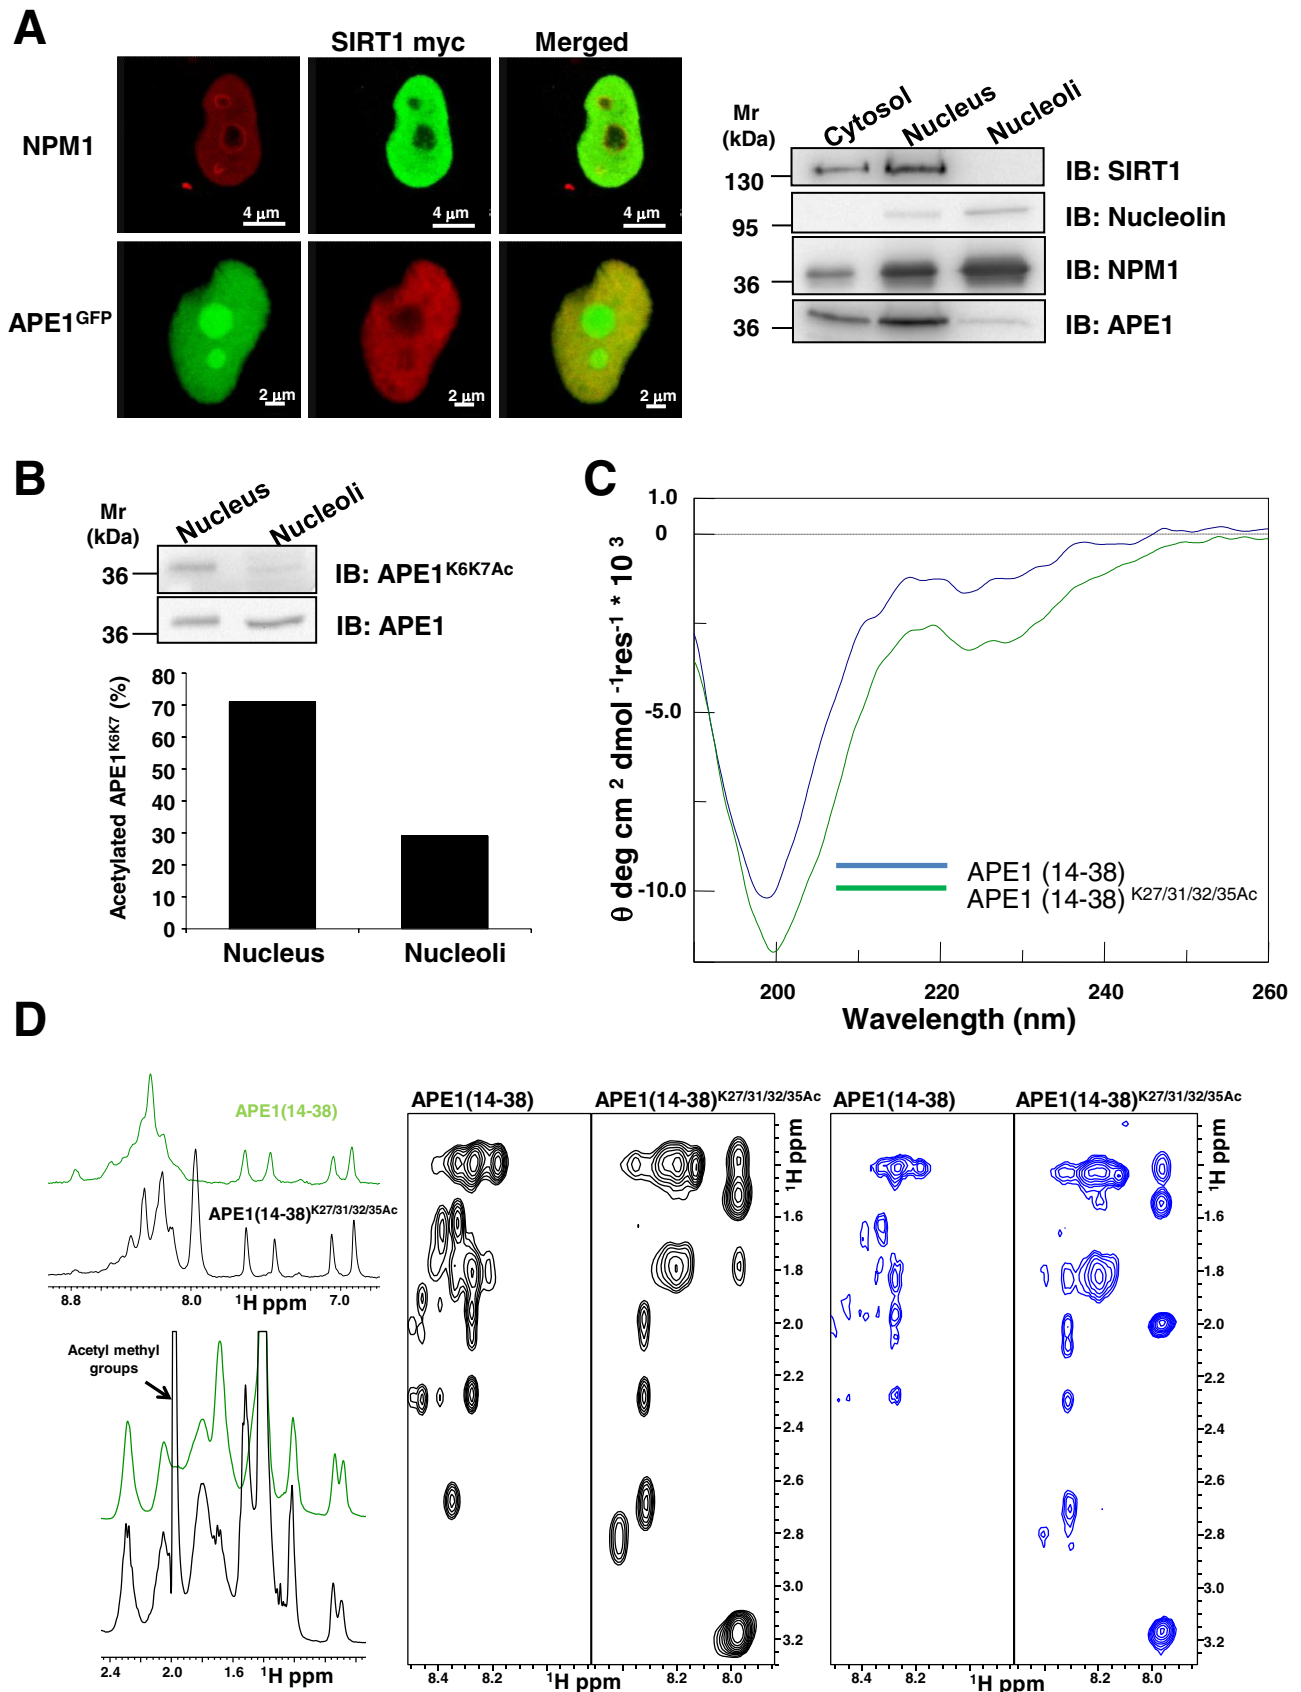 A
SIRT1 myc
Merged
NPM1
4 µm
4 µm
4 µm
APE1GFP
2 µm
2 µm
2 µm
Mr
(kDa)
Cytosol
Nucleus
Nucleoli
130
IB: SIRT1
95
IB: Nucleolin
36
IB: NPM1
36
IB: APE1
B
Mr
(kDa)
Nucleus
Nucleoli
36
IB: APE1K6K7Ac
36
IB: APE1
Acetylated APE1K6K7 (%)
80
70
60
50
40
30
20
10
0
Nucleus
Nucleoli
C
θ deg cm 2 dmol -1res-1 * 10 3
1.0
0
-5.0
-10.0
APE1 (14-38)
APE1 (14-38) K27/31/32/35Ac
200
220
240
260
Wavelength (nm)
D
APE1(14-38)
APE1(14-38)K27/31/32/35Ac
8.8
8.0
1H ppm
7.0
Acetyl methyl
groups
2.4
2.0
1.6
1H ppm
APE1(14-38)
APE1(14-38)K27/31/32/35Ac
1H ppm
1.6
1.8
2.0
2.2
2.4
2.6
2.8
3.0
3.2
8.4
8.2
1H ppm
8.2
8.0
APE1(14-38)
APE1(14-38)K27/31/32/35Ac
1H ppm
1.6
1.8
2.0
2.2
2.4
2.6
2.8
3.0
3.2
8.4
8.2
1H ppm
8.2
8.0